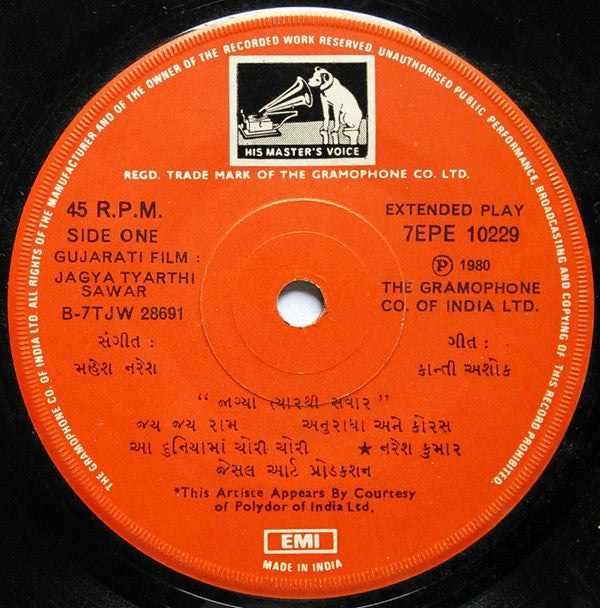 THE GRAMOPHONE CO. OF INDIA LTD. ALL RIGHTS OF THE MANUFACTURER AND OF THE OWNER OF THE RECORDED WORK RESERVED. UNAUTHORISED PUBLIC PERFORMANCE, BROADCASTING AND COPYING OF THIS RECORD PROHIBITED.
HIS MASTER'S VOICE
REGD. TRADE MARK OF THE GRAMOPHONE CO. LTD.
45 R.P.M.
SIDE ONE
GUJARATI FILM :
JAGYA TYARTHI
SAWAR
B-7TJW 28691
સંગીત :
મહેશ નરેશ
EXTENDED PLAY
7EPE 10229
Ⓟ 1980
THE GRAMOPHONE
CO. OF INDIA LTD.
ગીત :
કાન્તી અશોક
“ જાગ્યા ત્યારથી સવાર ”
જય જય રામ અનુરાધા અને કોરસ
આ દુનિયામાં ચોરી ચોરી ★ નરેશ કુમાર
જેસલ આર્ટ પ્રોડકશન
*This Artiste Appears By Courtesy
of Polydor of India Ltd.
EMI
MADE IN INDIA